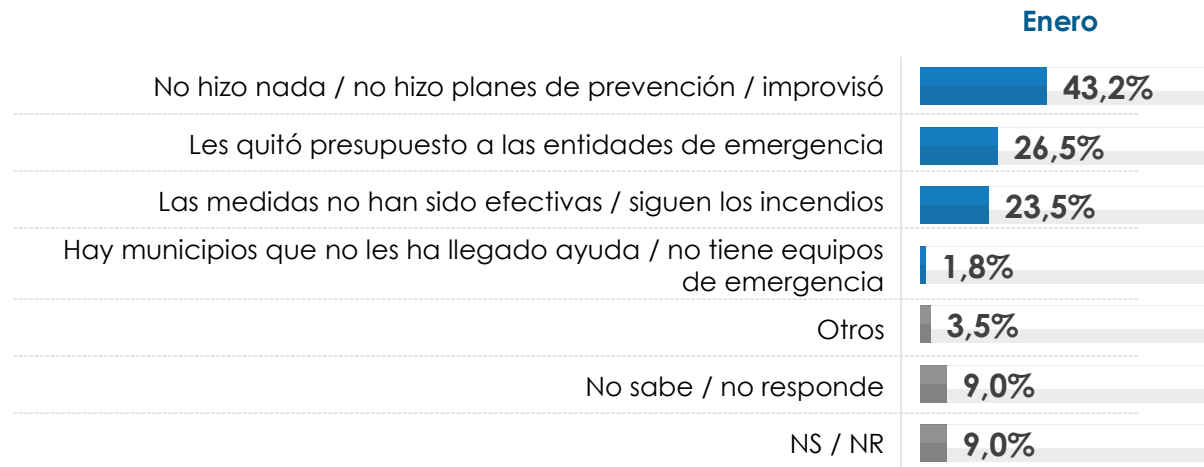 Enero
No hizo nada / no hizo planes de prevención / improvisó
43,2%
Les quitó presupuesto a las entidades de emergencia
26,5%
Las medidas no han sido efectivas / siguen los incendios
23,5%
Hay municipios que no les ha llegado ayuda / no tiene equipos
de emergencia
1,8%
Otros
3,5%
No sabe / no responde
9,0%
NS / NR
9,0%